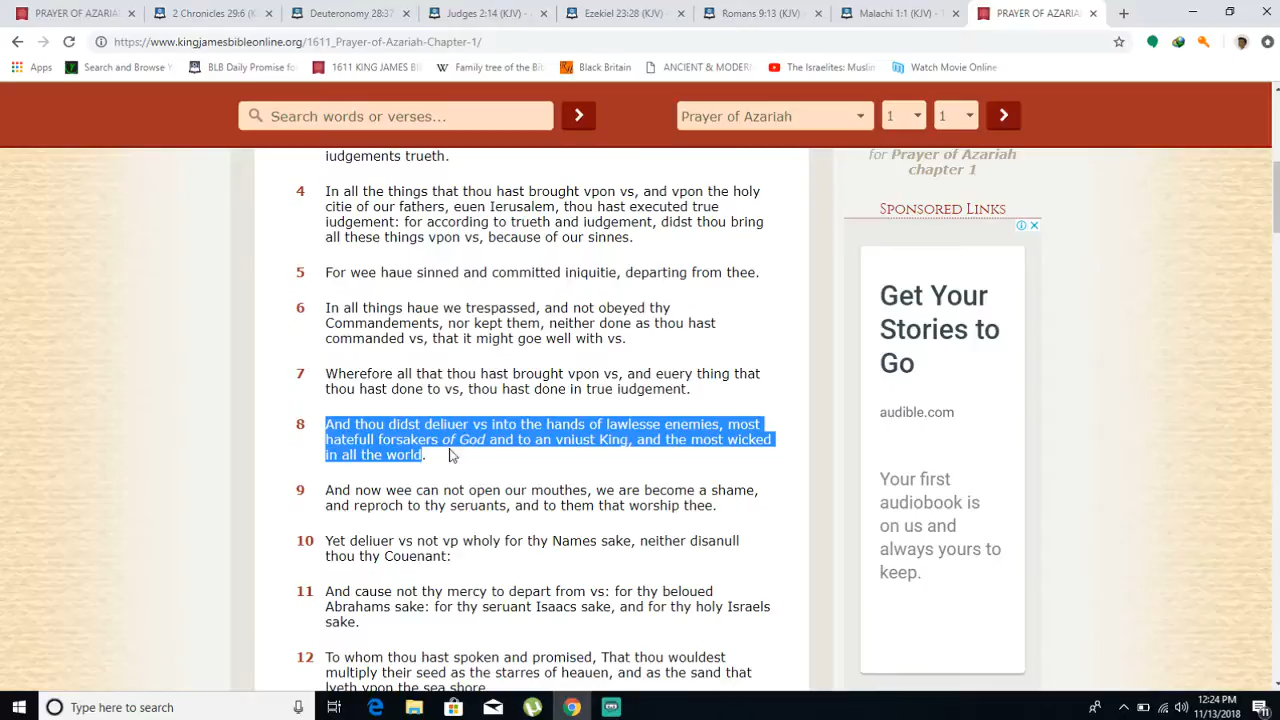 PRAYER OF AZARIA
2 Chronicles 29:6 (K
Deuteronomy 28:37
Judges 2:14 (KJV) -
Ezekiel 23:28 (KJV)
Romans 9:13 (KJV)
Malachi 1:1 (KJV) - 1
PRAYER OF AZARIA
https://www.kingjamesbibleonline.org/1611_Prayer-of-Azariah-Chapter-1/
Apps
Search and Browse Y
BLB Daily Promise fo
1611 KING JAMES BI
Family tree of the Bib
Black Britain
ANCIENT & MODER
The Israelites: Muslin
Watch Movie Online
Search words or verses...
Prayer of Azariah
1
1
iudgements trueth.
4 In all the things that thou hast brought vpon vs, and vpon the holy
citie of our fathers, euen Ierusalem, thou hast executed true
iudgement: for according to trueth and iudgement, didst thou bring
all these things vpon vs, because of our sinnes.
5 For wee haue sinned and committed iniquitie, departing from thee.
6 In all things haue we trespassed, and not obeyed thy
Commandements, nor kept them, neither done as thou hast
commanded vs, that it might goe well with vs.
7 Wherefore all that thou hast brought vpon vs, and euery thing that
thou hast done to vs, thou hast done in true iudgement.
8 And thou didst deliuer vs into the hands of lawlesse enemies, most
hatefull forsakers of God and to an vniust King, and the most wicked
in all the world.
9 And now wee can not open our mouthes, we are become a shame,
and reproch to thy seruants, and to them that worship thee.
10 Yet deliuer vs not vp wholy for thy Names sake, neither disanull
thou thy Couenant:
11 And cause not thy mercy to depart from vs: for thy beloued
Abrahams sake: for thy seruant Isaacs sake, and for thy holy Israels
sake.
12 To whom thou hast spoken and promised, That thou wouldest
multiply their seed as the starres of heauen, and as the sand that
lyeth vpon the sea shore.
for Prayer of Azariah
chapter 1
SPONSORED LINKS
Get Your
Stories to
Go
audible.com
Your first
audiobook is
on us and
always yours to
keep.
Type here to search
12:24 PM
11/13/2018